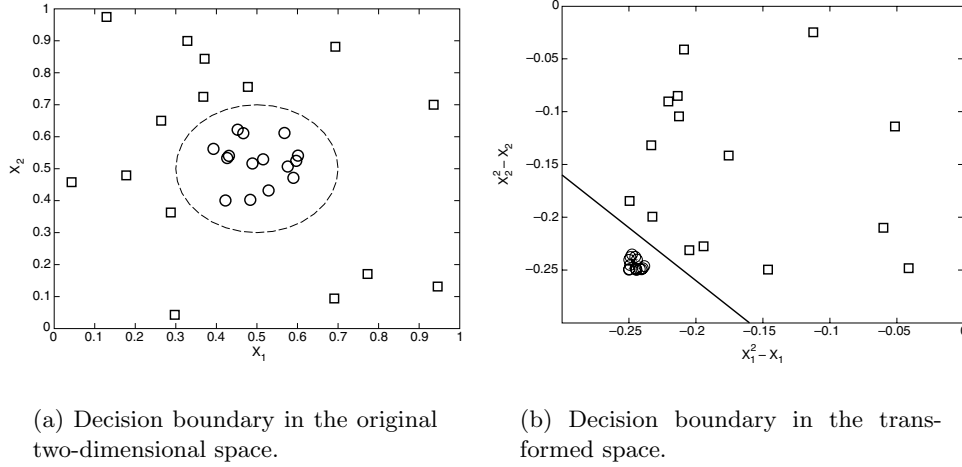 1
0.9
0.8
0.7
0.6
0.5
0.4
0.3
0.2
0.1
0
X₂
0 0.1 0.2 0.3 0.4 0.5 0.6 0.7 0.8 0.9 1
X₁
0
−0.05
−0.1
−0.15
−0.2
−0.25
X₂² − X₂
−0.25 −0.2 −0.15 −0.1 −0.05 0
X₁² − X₁
(a) Decision boundary in the original
two-dimensional space.
(b) Decision boundary in the trans-
formed space.